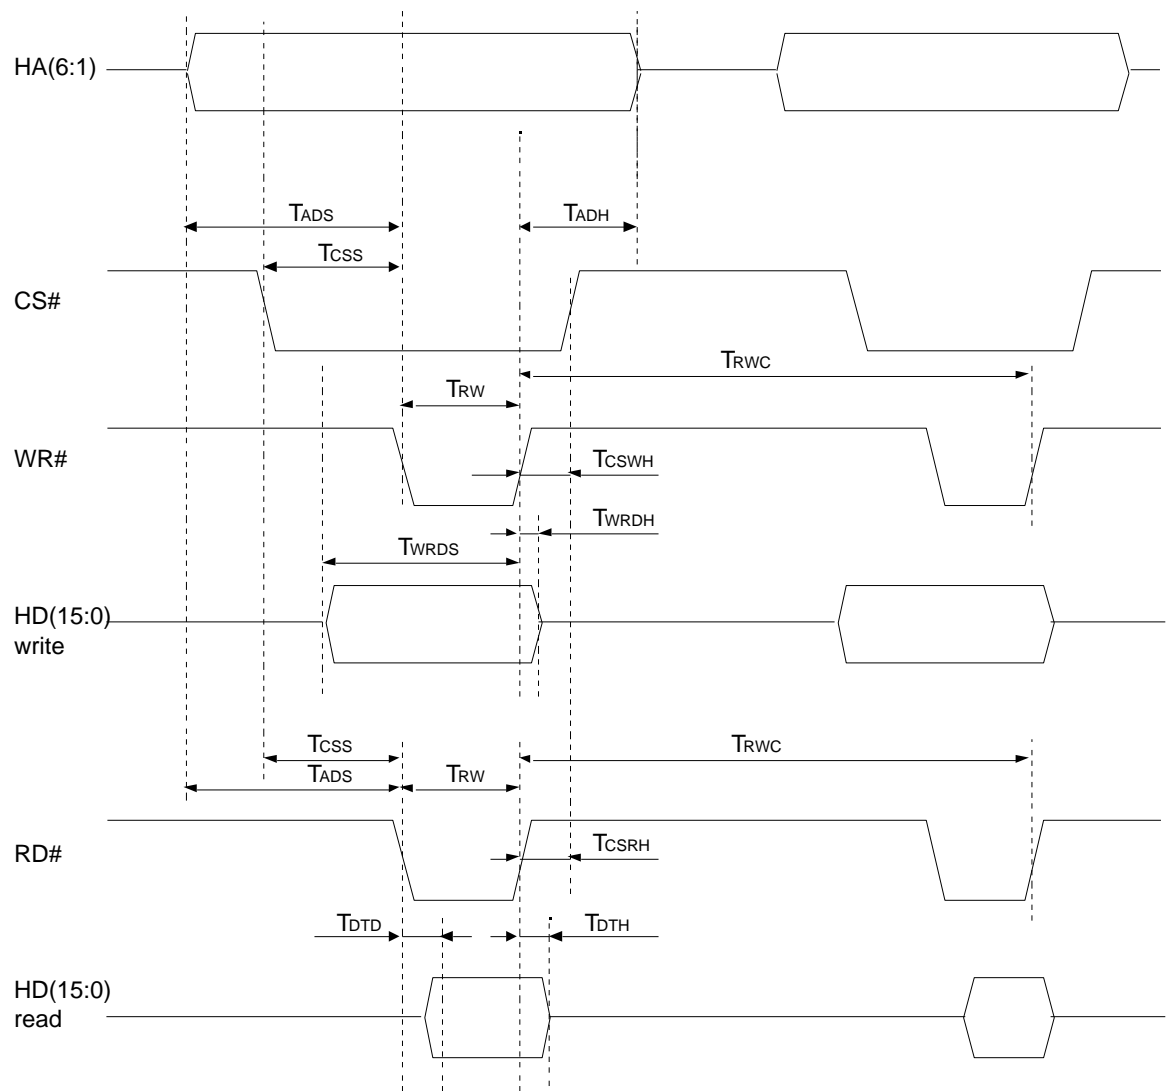 HA(6:1)
TADS
TADH
TCSS
CS#
TRWC
TRW
WR#
TCSWH
TWRDH
TWRDS
HD(15:0)
write
TCSS
TRWC
TADS
TRW
RD#
TCSRH
TDTD
TDTH
HD(15:0)
read